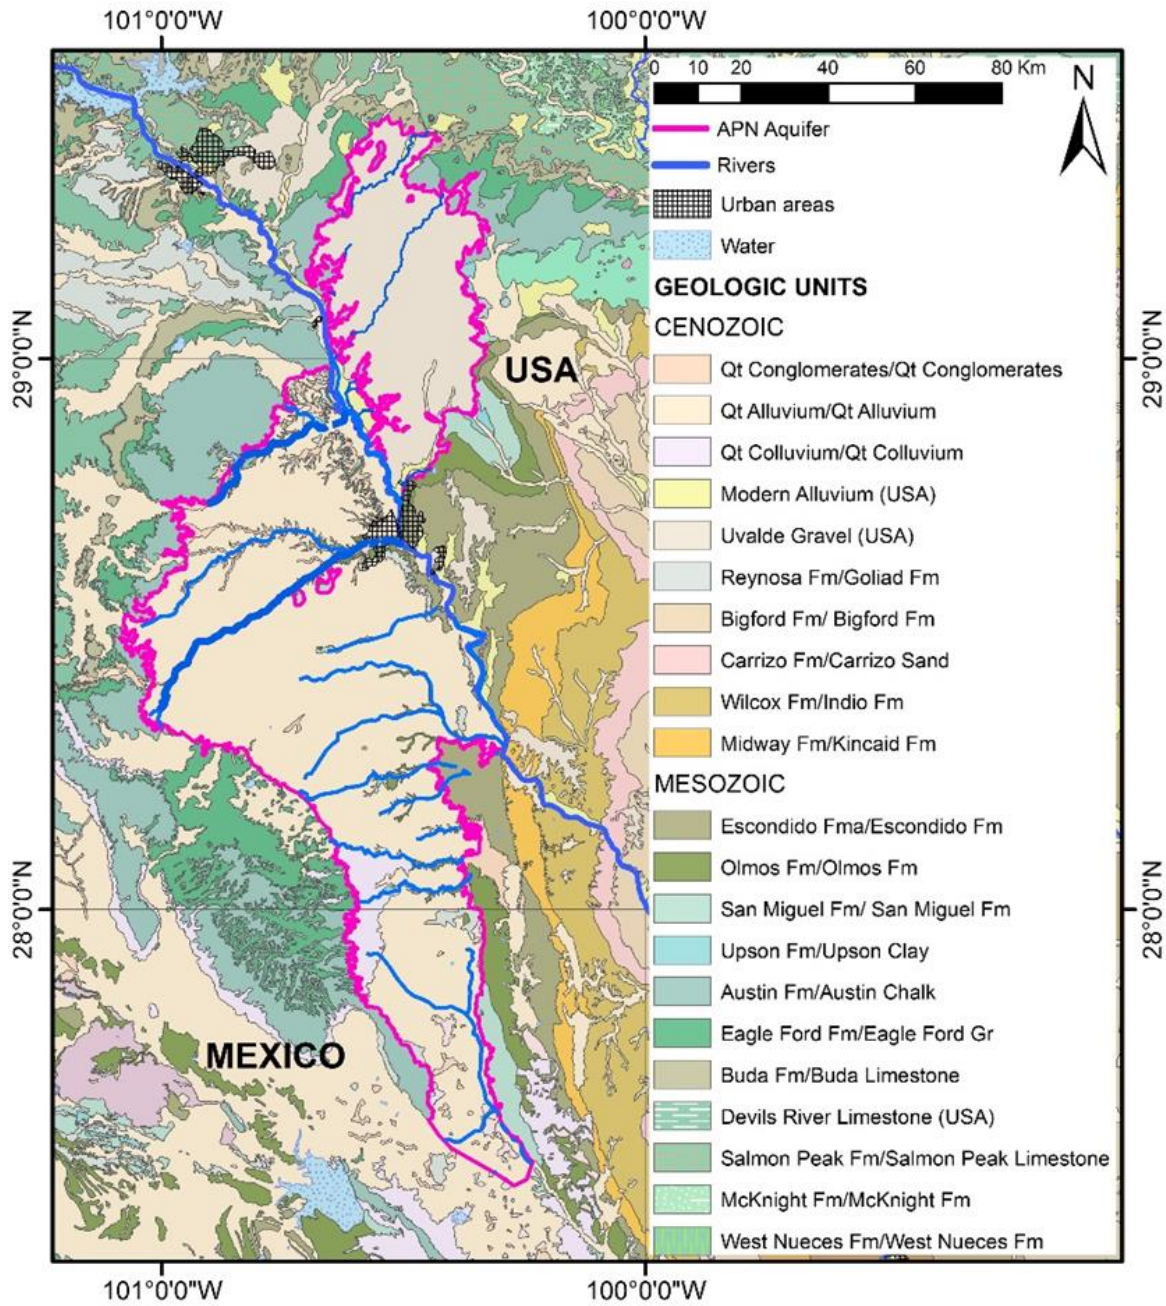 101°0'0"W 100°0'0"W
0 10 20 40 60 80 Km
N
APN Aquifer
Rivers
Urban areas
Water
GEOLOGIC UNITS
CENOZOIC
29°0'0"N
USA
29°0'0"N
Qt Conglomerates/Qt Conglomerates
Qt Alluvium/Qt Alluvium
Qt Colluvium/Qt Colluvium
Modern Alluvium (USA)
Uvalde Gravel (USA)
Reynosa Fm/Goliad Fm
Bigford Fm/ Bigford Fm
Carrizo Fm/Carrizo Sand
Wilcox Fm/Indio Fm
Midway Fm/Kincaid Fm
MESOZOIC
Escondido Fma/Escondido Fm
Olmos Fm/Olmos Fm
28°0'0"N
28°0'0"N
San Miguel Fm/ San Miguel Fm
Upson Fm/Upson Clay
Austin Fm/Austin Chalk
Eagle Ford Fm/Eagle Ford Gr
MEXICO
Buda Fm/Buda Limestone
Devils River Limestone (USA)
Salmon Peak Fm/Salmon Peak Limestone
McKnight Fm/McKnight Fm
West Nueces Fm/West Nueces Fm
101°0'0"W 100°0'0"W